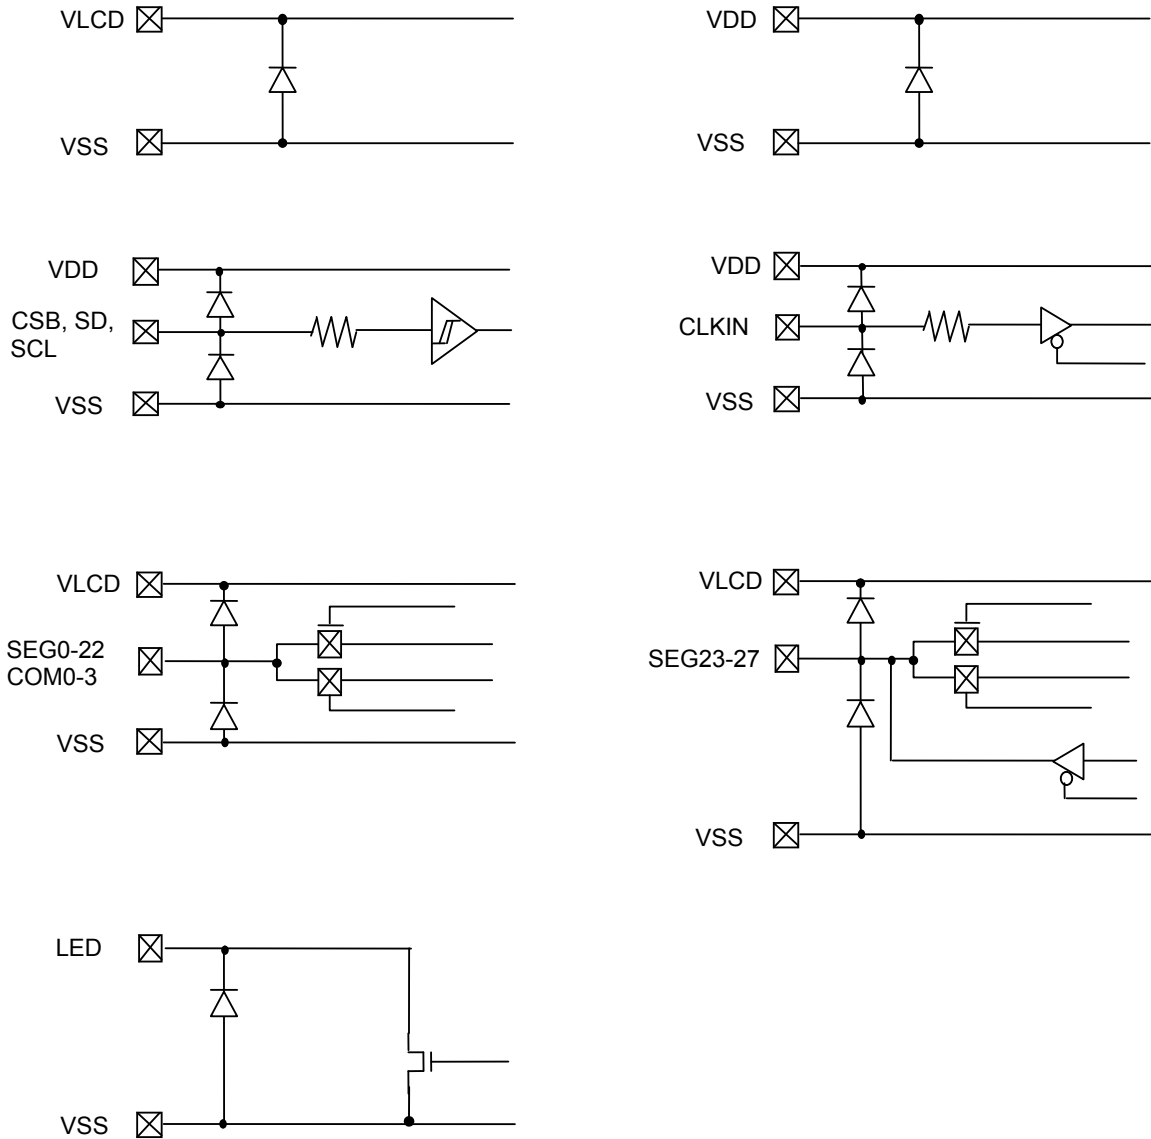 VLCD
VSS
VDD
VSS
VDD
CSB, SD,
SCL
VSS
VDD
CLKIN
VSS
VLCD
SEG0-22
COM0-3
VSS
VLCD
SEG23-27
VSS
LED
VSS